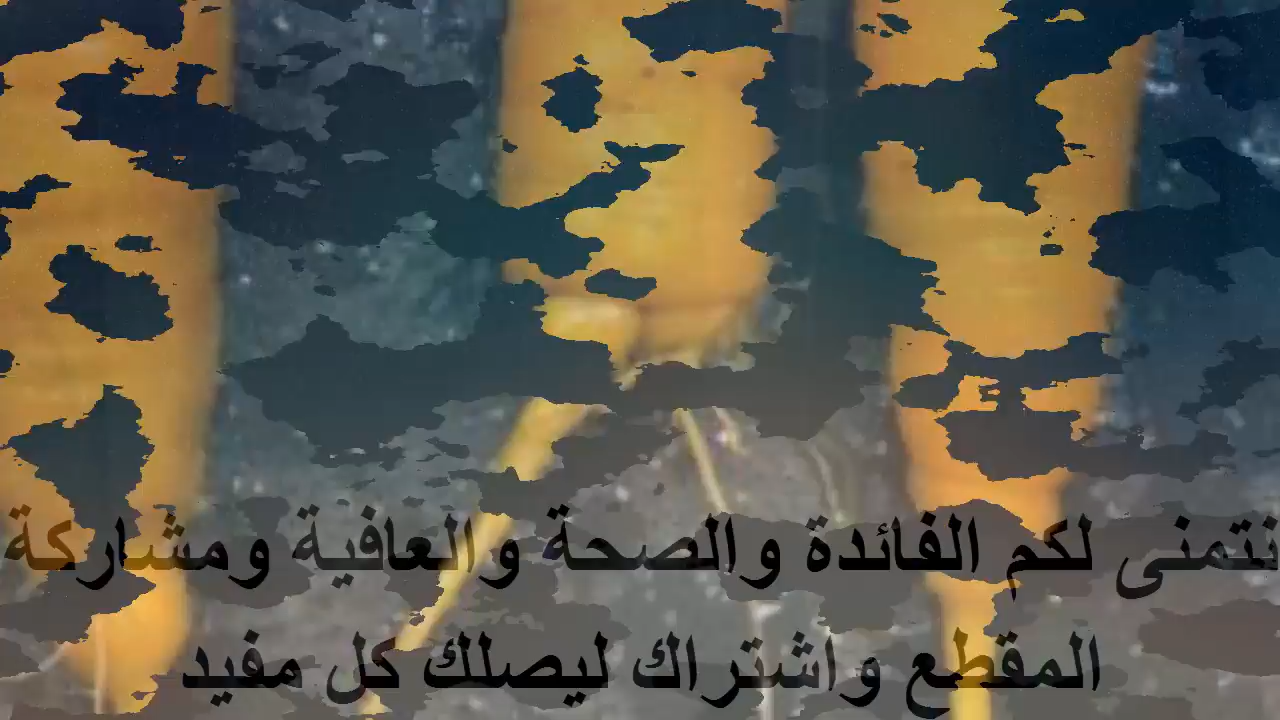 نتمنى لكم الفائدة والصحة والعافية ومشاركة
المقطع واشتراك ليصلك كل مفيد